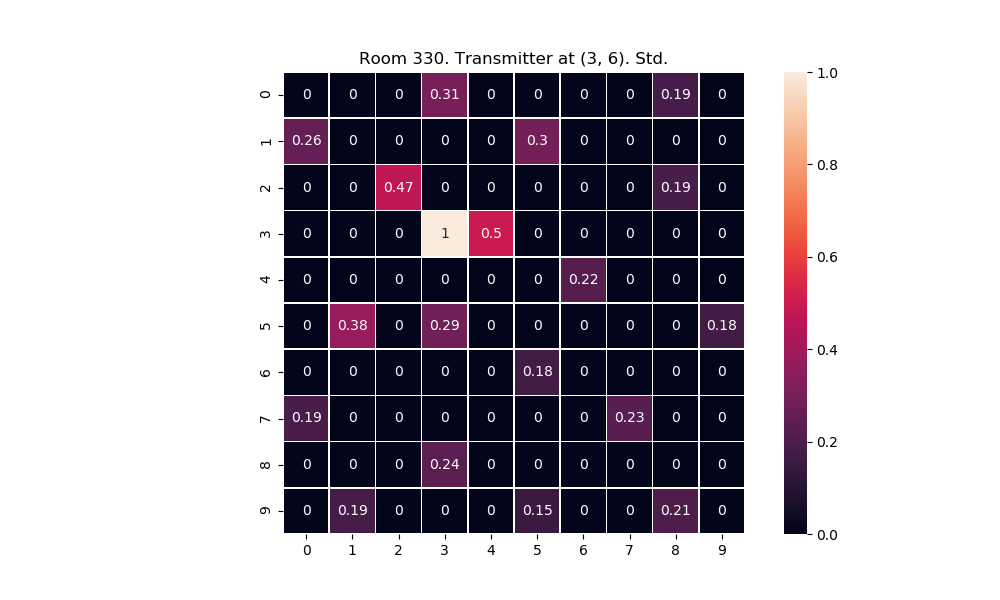 Room 330. Transmitter at (3, 6). Std.
0 0 0 0 0.31 0 0 0 0 0.19 0
1 0.26 0 0 0 0 0.3 0 0 0 0
2 0 0 0.47 0 0 0 0 0 0.19 0
3 0 0 0 1 0.5 0 0 0 0 0
4 0 0 0 0 0 0 0.22 0 0 0
5 0 0.38 0 0.29 0 0 0 0 0 0.18
6 0 0 0 0 0 0.18 0 0 0 0
7 0.19 0 0 0 0 0 0 0.23 0 0
8 0 0 0 0.24 0 0 0 0 0 0
9 0 0.19 0 0 0 0.15 0 0 0.21 0
0 1 2 3 4 5 6 7 8 9
1.0
0.8
0.6
0.4
0.2
0.0